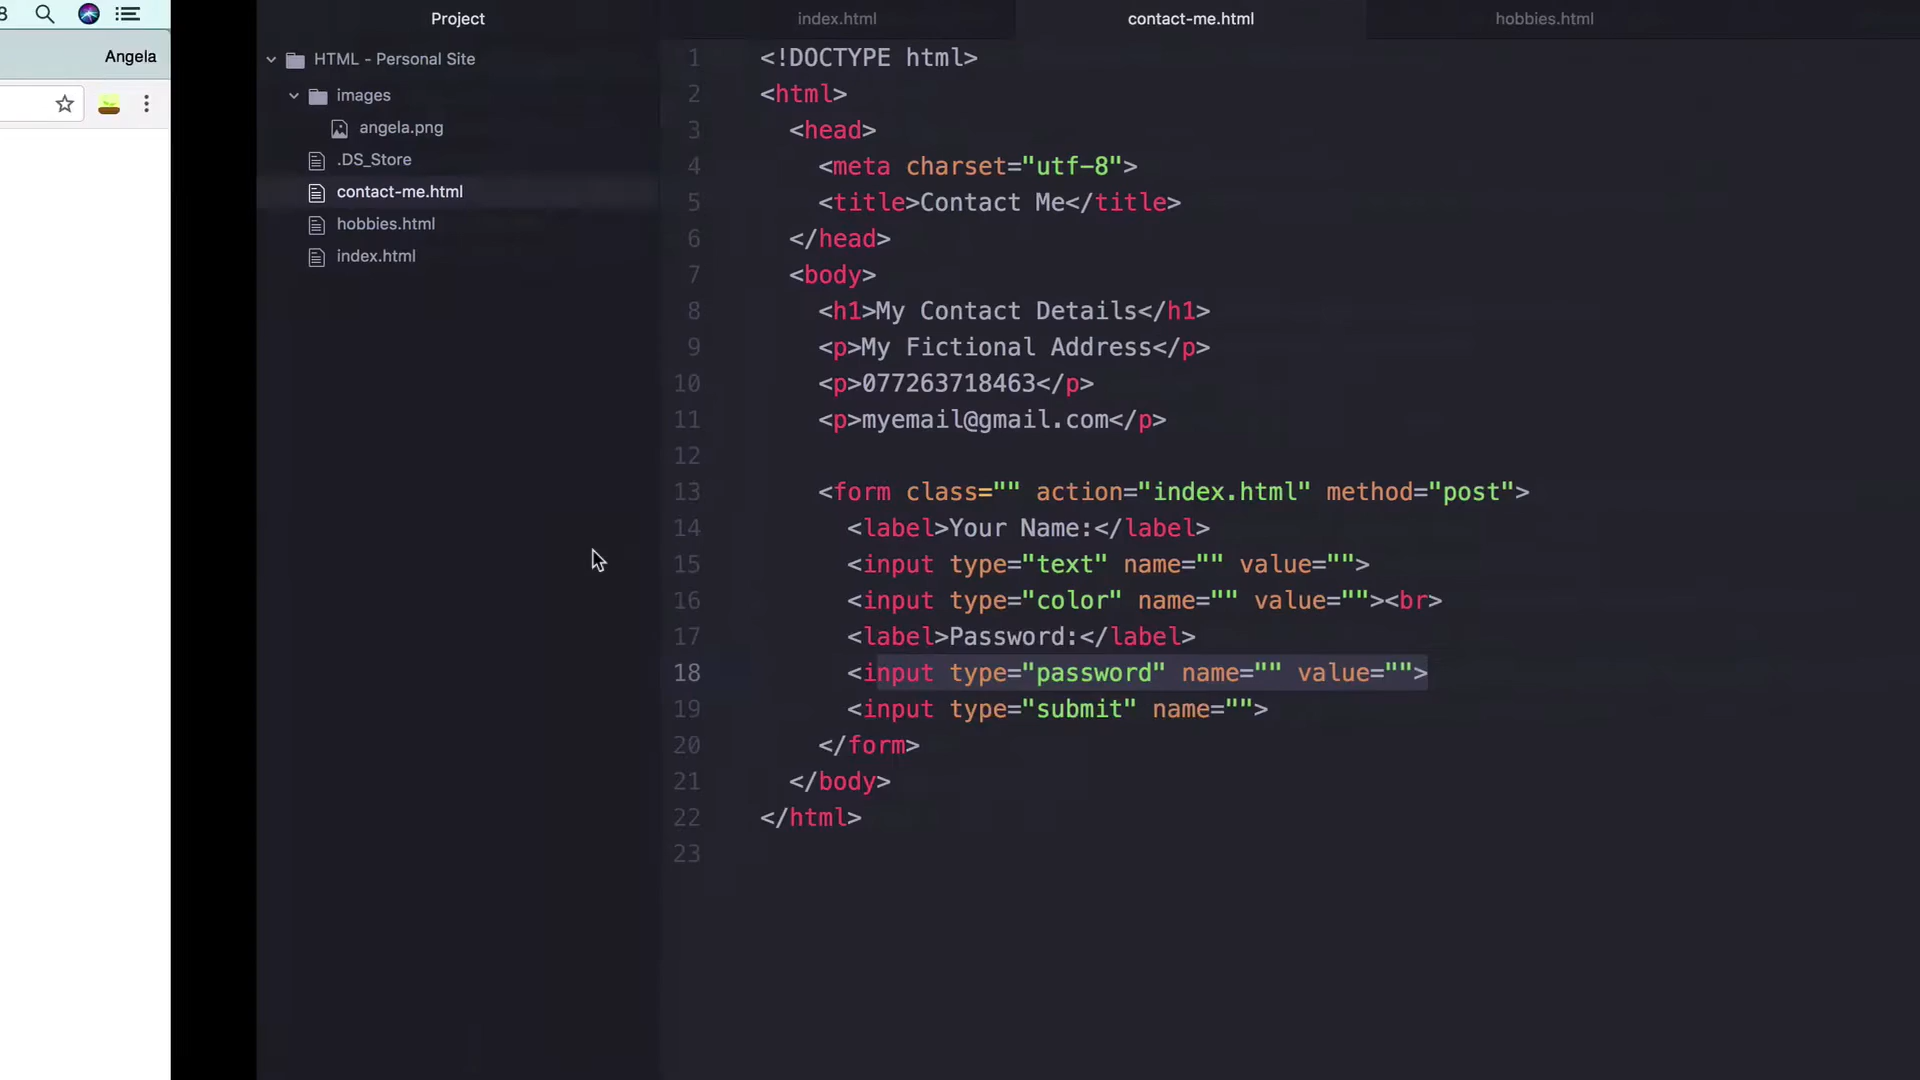 8
Angela
Project
HTML - Personal Site
images
angela.png
.DS_Store
contact-me.html
hobbies.html
index.html
index.html
contact-me.html
hobbies.html
1 <!DOCTYPE html>
2 <html>
3 <head>
4 <meta charset="utf-8">
5 <title>Contact Me</title>
6 </head>
7 <body>
8 <h1>My Contact Details</h1>
9 <p>My Fictional Address</p>
10 <p>077263718463</p>
11 <p>myemail@gmail.com</p>
12
13 <form class="" action="index.html" method="post">
14 <label>Your Name:</label>
15 <input type="text" name="" value="">
16 <input type="color" name="" value=""><br>
17 <label>Password:</label>
18 <input type="password" name="" value="">
19 <input type="submit" name="">
20 </form>
21 </body>
22 </html>
23